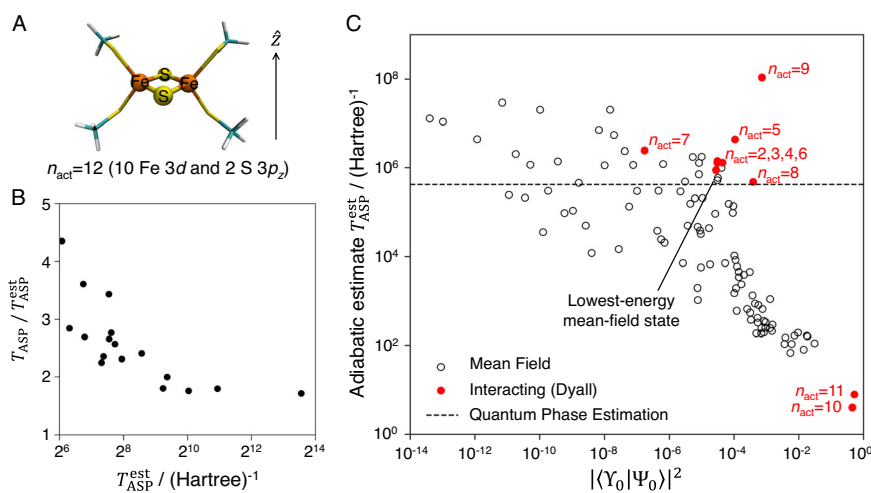 A
Ẑ
S
Fe
Fe
S
n_act=12 (10 Fe 3d and 2 S 3p_z)
B
T_ASP / T_ASP^est
5
4
3
2
1
2^6
2^8
2^10
2^12
2^14
T_ASP^est / (Hartree)^-1
C
Adiabatic estimate T_ASP^est / (Hartree)^-1
10^8
10^6
10^4
10^2
10^0
n_act=9
n_act=5
n_act=7
n_act=2,3,4,6
n_act=8
Lowest-energy
mean-field state
Mean Field
Interacting (Dyall)
Quantum Phase Estimation
n_act=11
n_act=10
10^-14
10^-12
10^-10
10^-8
10^-6
10^-4
10^-2
10^0
|⟨ϒ_0|Ψ_0⟩|^2